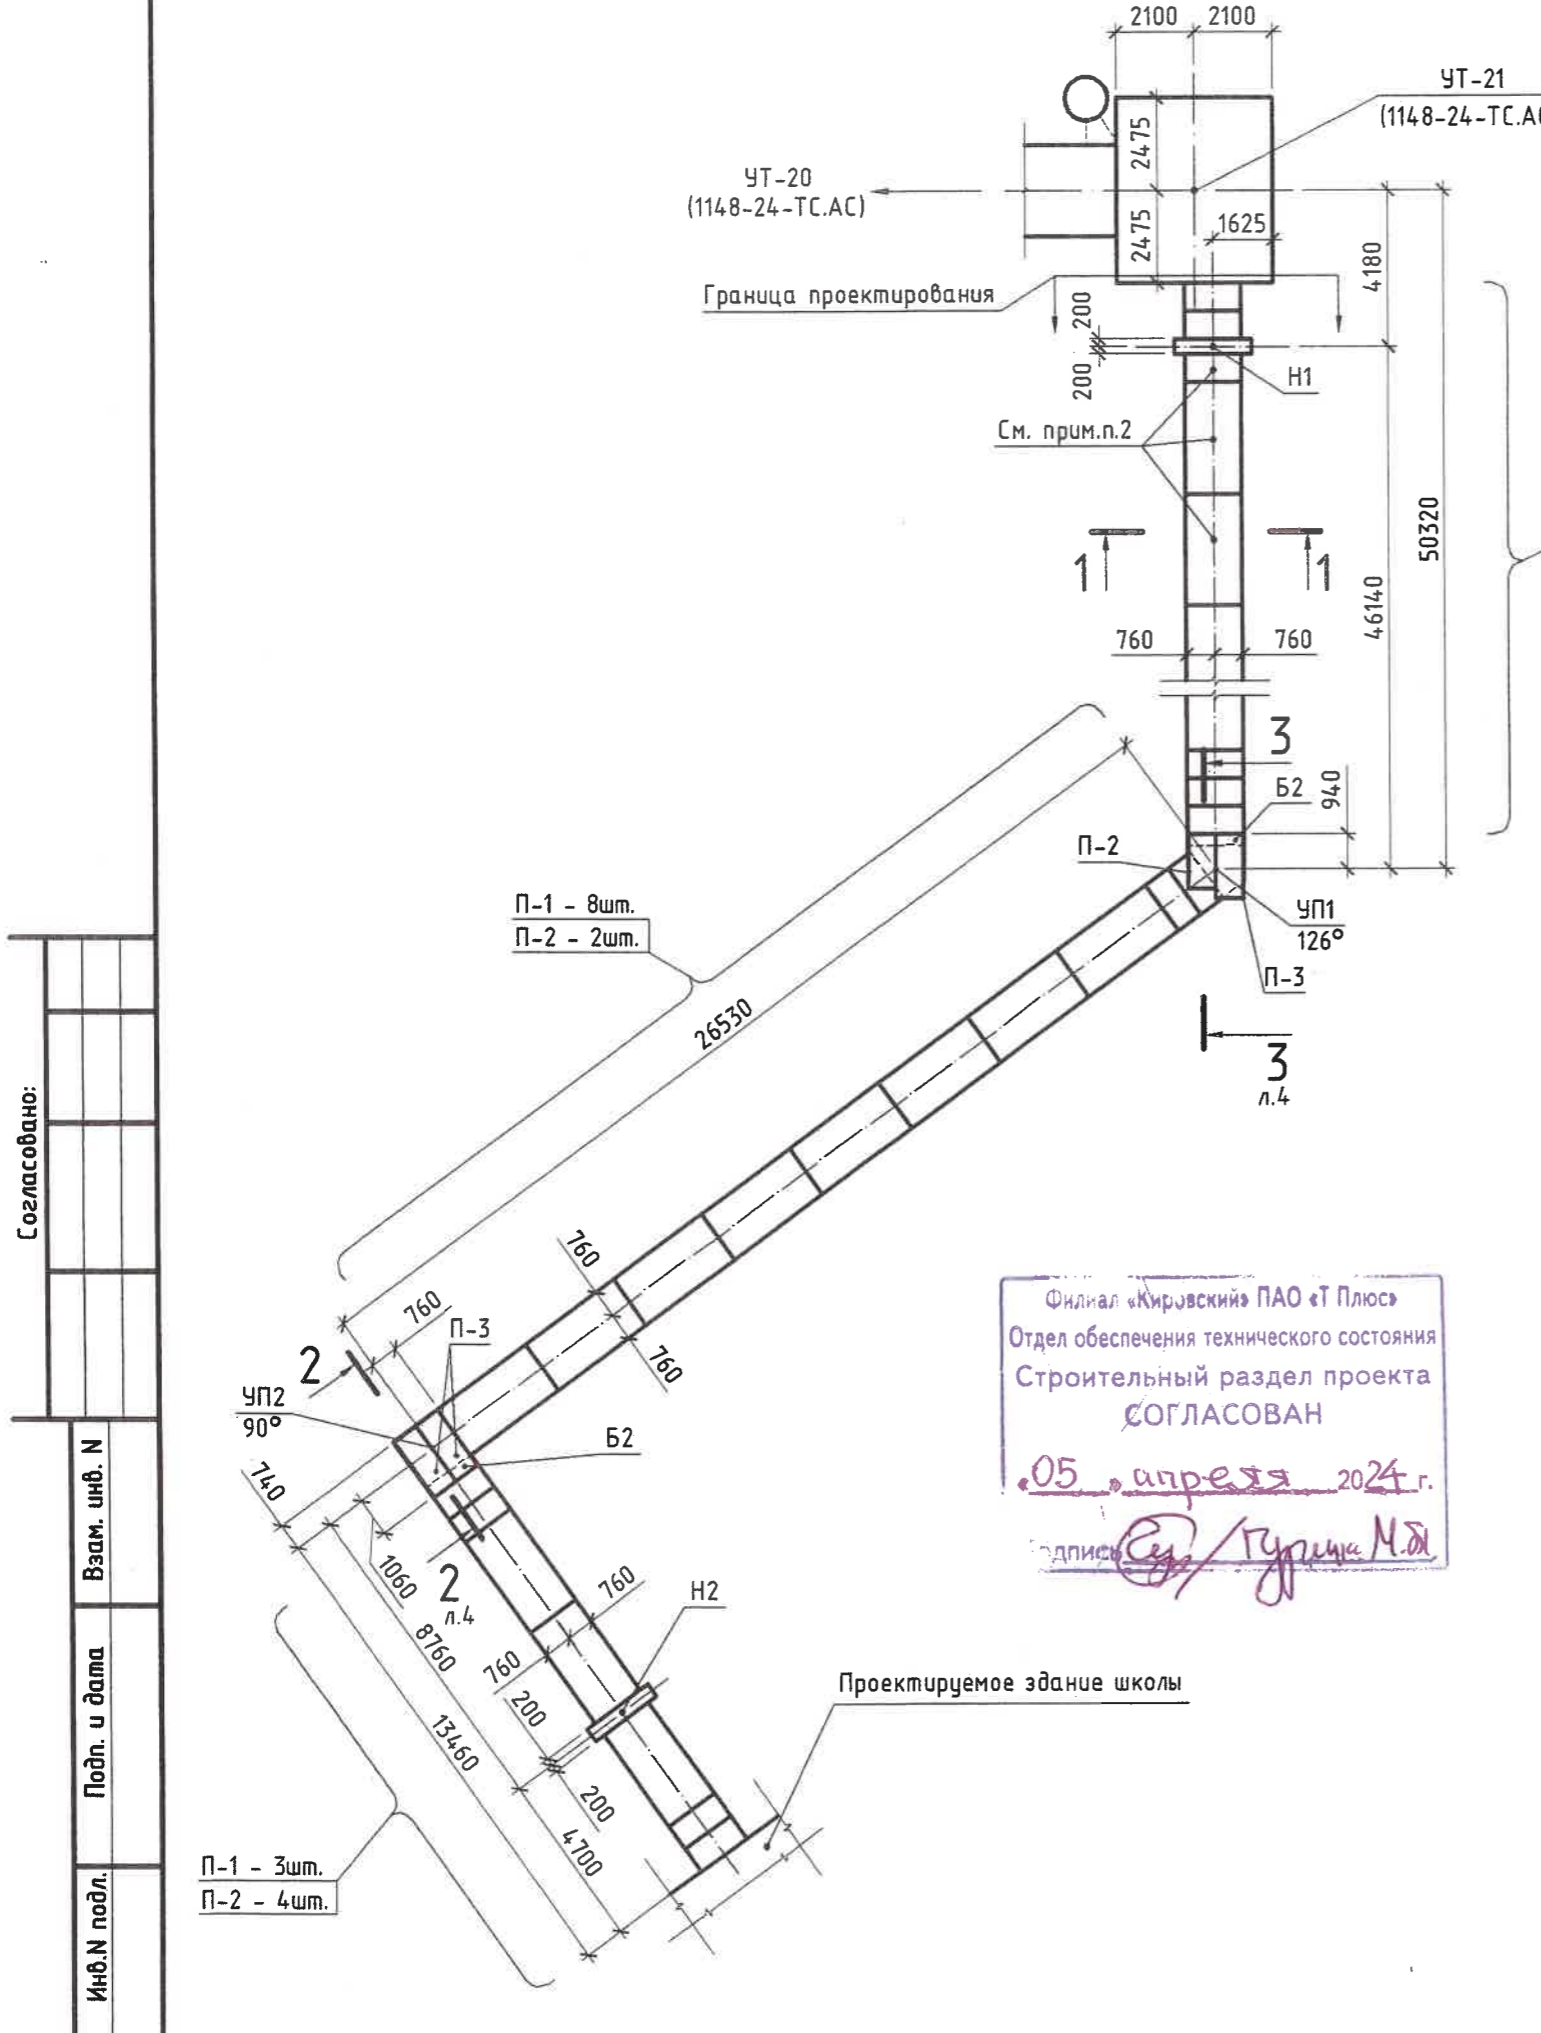 2100 2100
УТ-21
(1148-24-ТС.АС
2475
УТ-20
(1148-24-ТС.АС)
2475
1625
4180
Граница проектирования
200
200
Н1
См. прим.п.2
50320
1 1
46140
760 760
3
Б2
940
П-2
П-1 - 8шт.
П-2 - 2шт.
УП1
126°
П-3
26530
3
л.4
Согласовано:
760
760
760
П-3
2
УП2
90°
Б2
740
1060
2
л.4
8760
760
760
Н2
200
13460
200
4700
Проектируемое здание школы
П-1 - 3шт.
П-2 - 4шт.
Филиал «Кировский» ПАО «Т Плюс»
Отдел обеспечения технического состояния
Строительный раздел проекта
СОГЛАСОВАН
«05» апреля 2024 г.
Взам. инв. N
Подп. и дата
Инв.N подл.